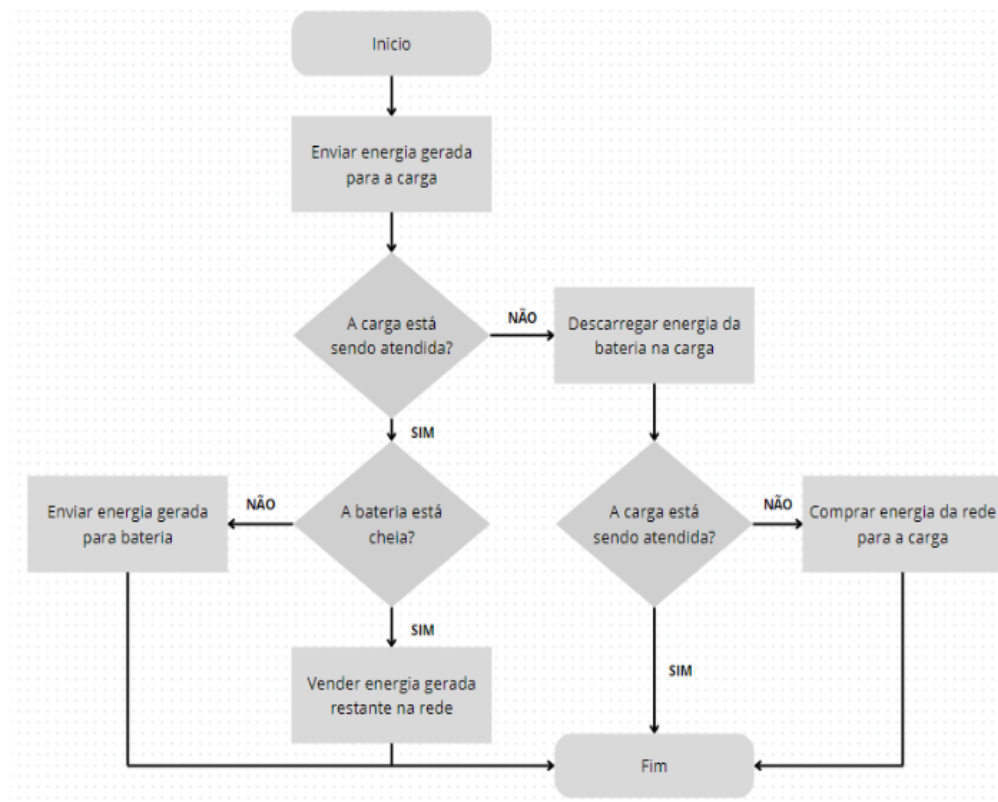 Inicio
Enviar energia gerada
para a carga
A carga está
sendo atendida?
NÃO
Descarregar energia da
bateria na carga
SIM
Enviar energia gerada
para bateria
NÃO
A bateria está
cheia?
A carga está
sendo atendida?
NÃO
Comprar energia da rede
para a carga
SIM
Vender energia gerada
restante na rede
SIM
Fim